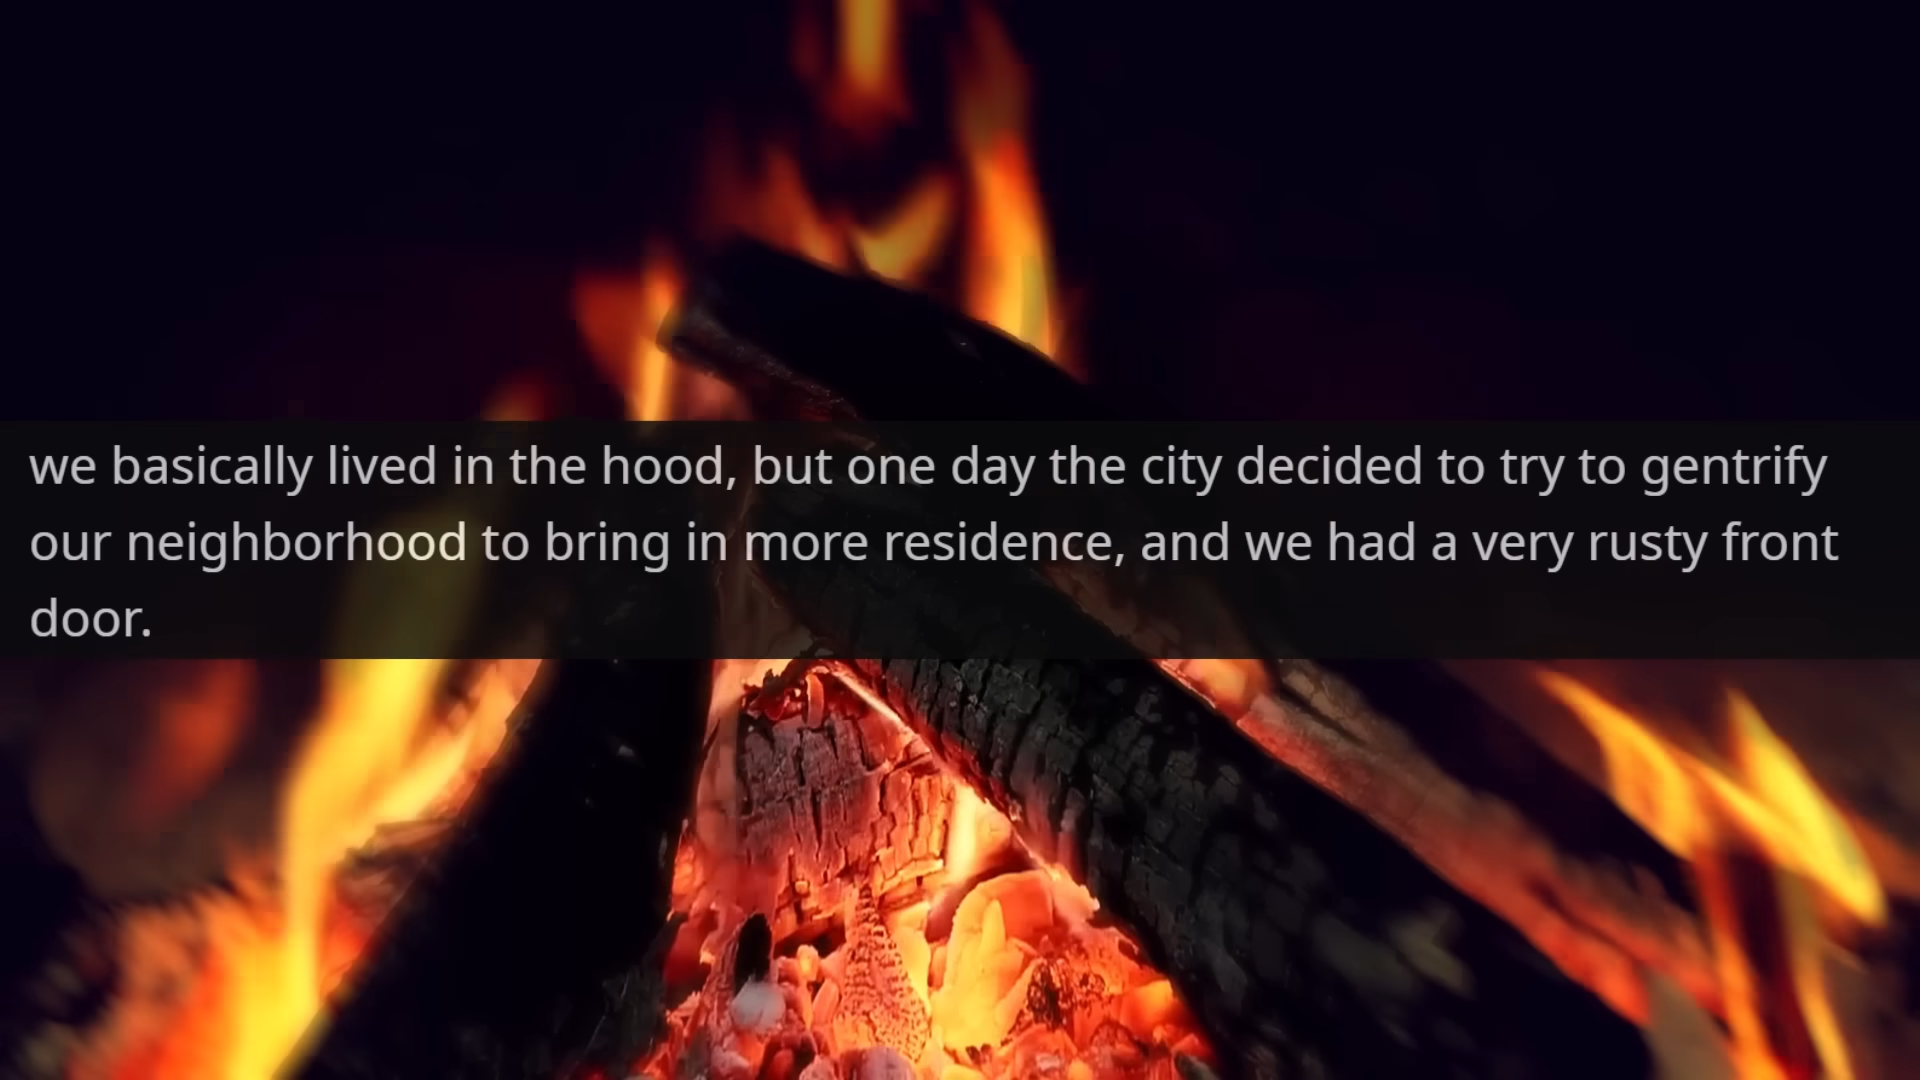 we basically lived in the hood, but one day the city decided to try to gentrify
our neighborhood to bring in more residence, and we had a very rusty front
door.